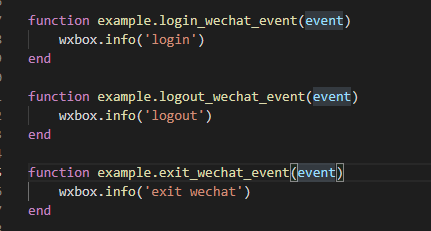 function example.login_wechat_event(event)
    wxbox.info('login')
end

function example.logout_wechat_event(event)
    wxbox.info('logout')
end

function example.exit_wechat_event(event)
    wxbox.info('exit wechat')
end